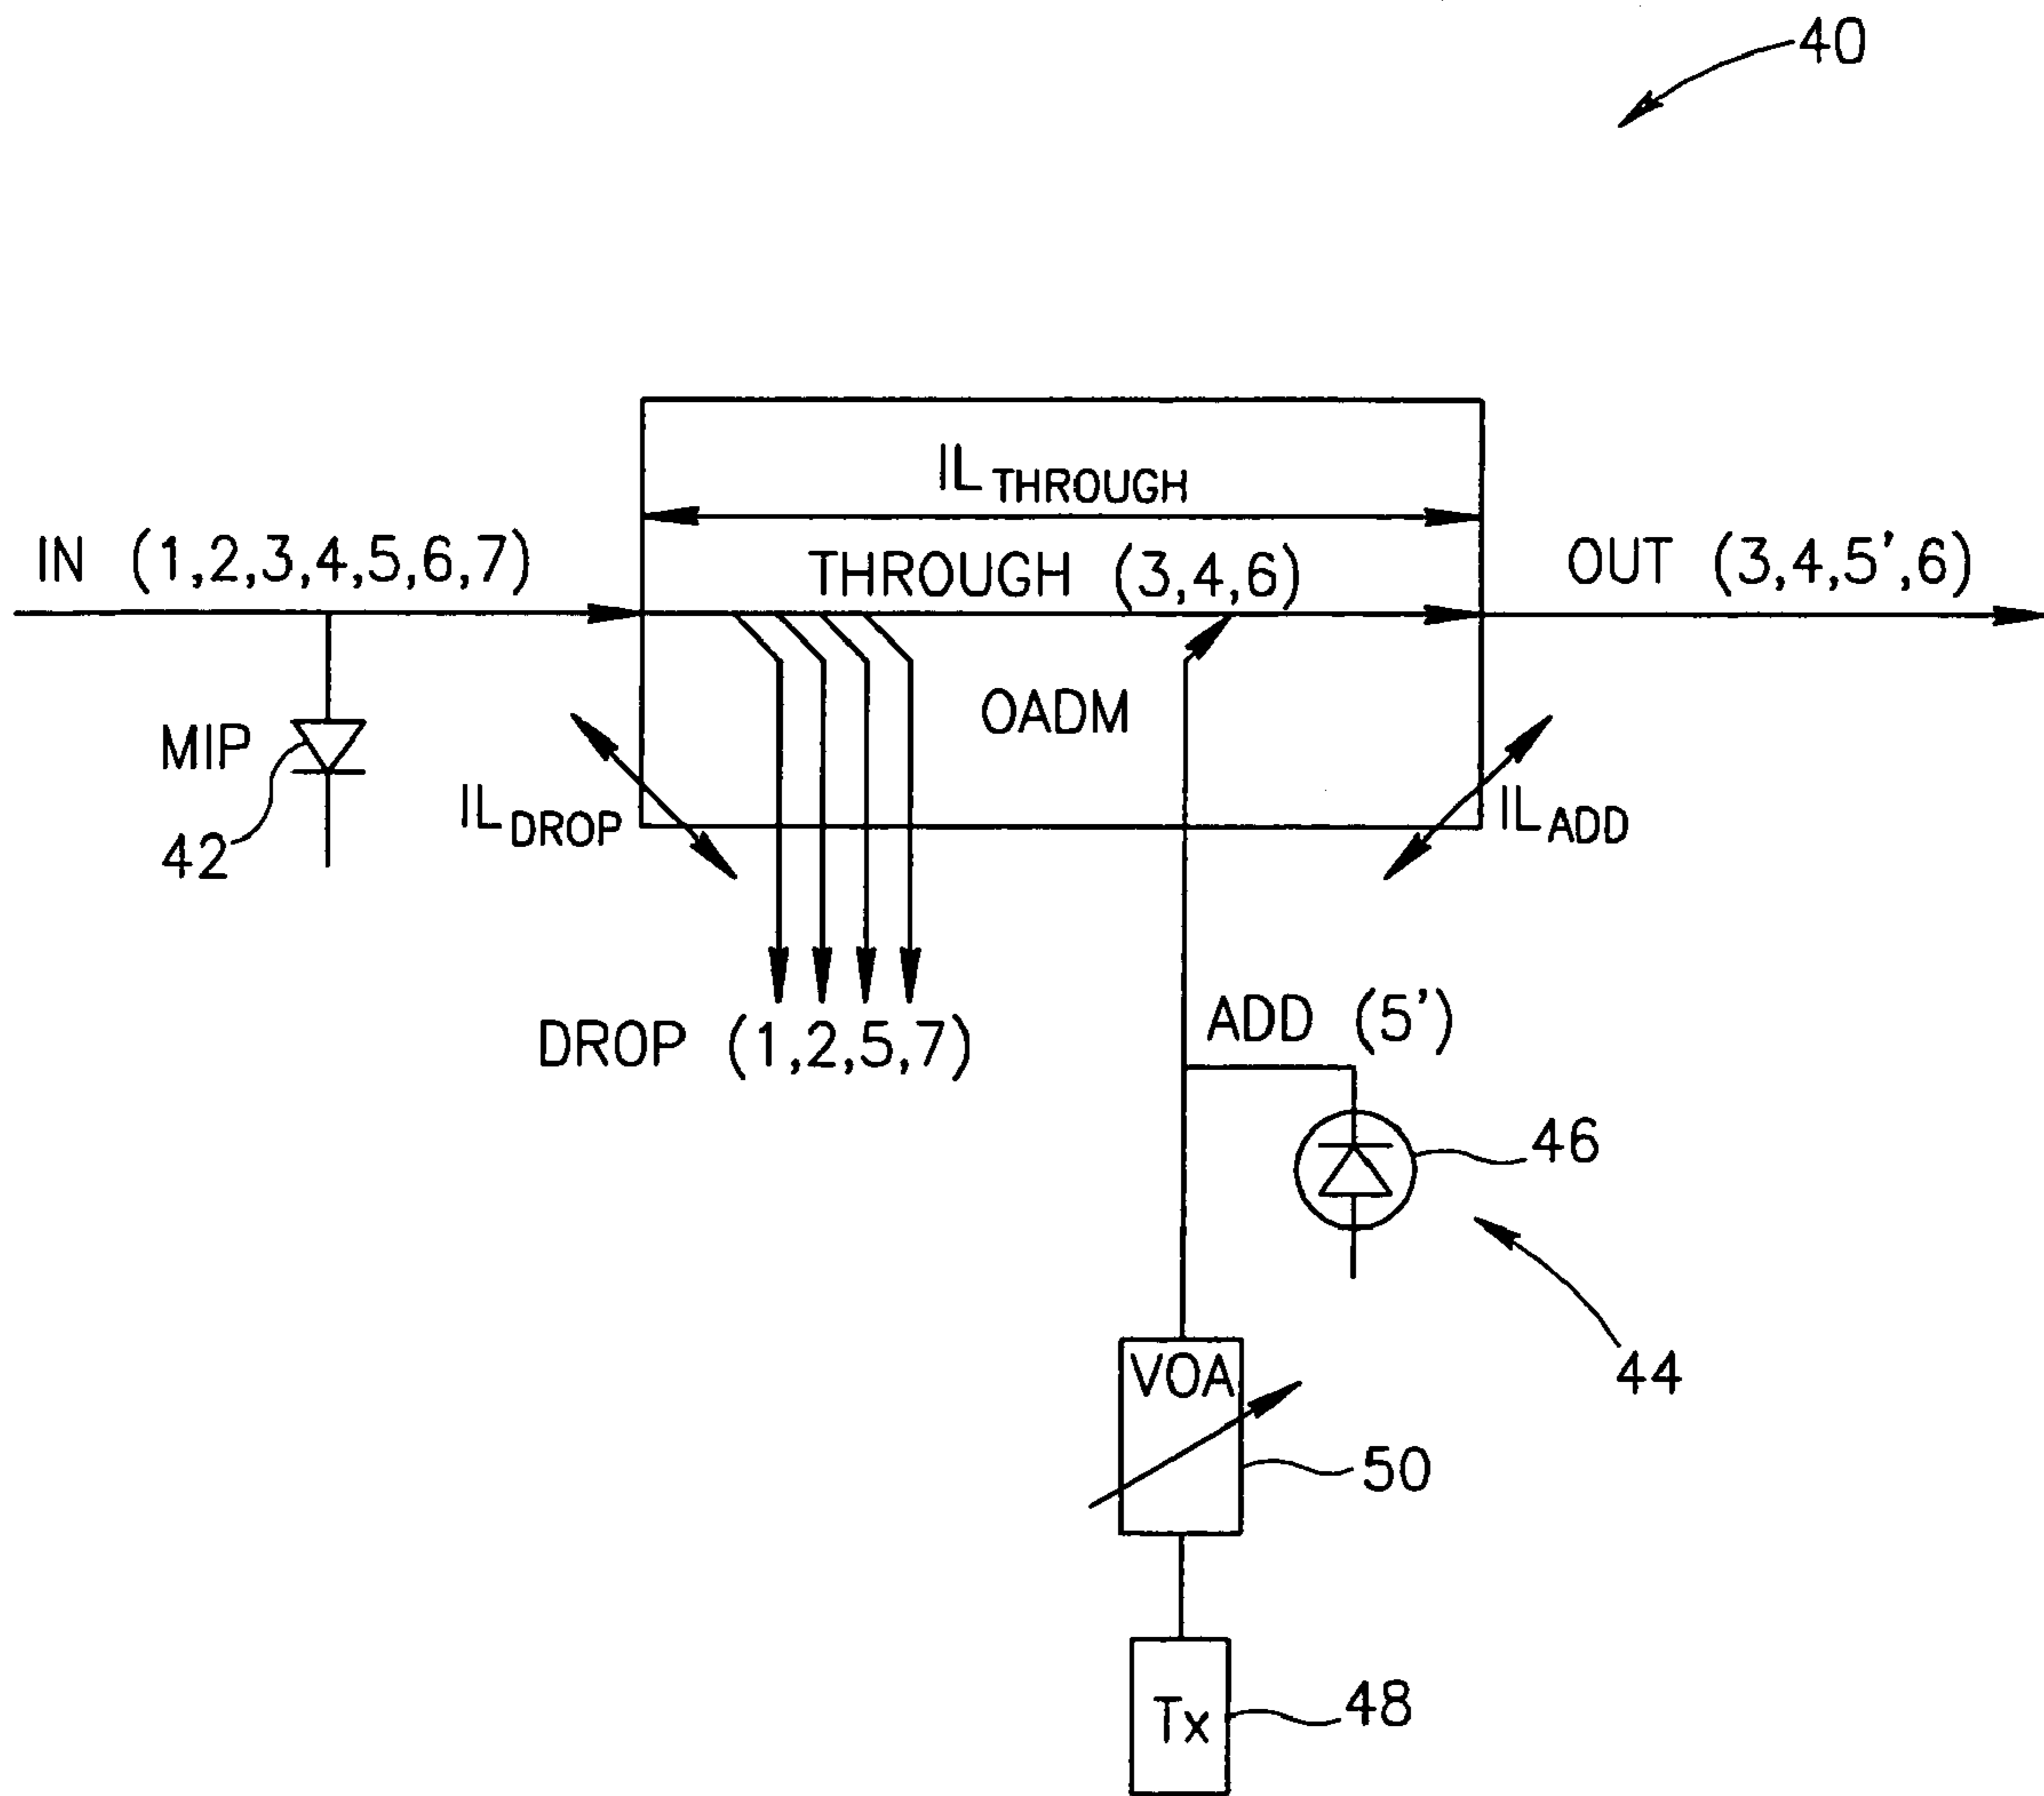 40
IL THROUGH
IN (1,2,3,4,5,6,7)
THROUGH (3,4,6)
OUT (3,4,5',6)
OADM
MIP
42
IL DROP
IL ADD
DROP (1,2,5,7)
ADD (5')
46
44
VOA
50
Tx
48